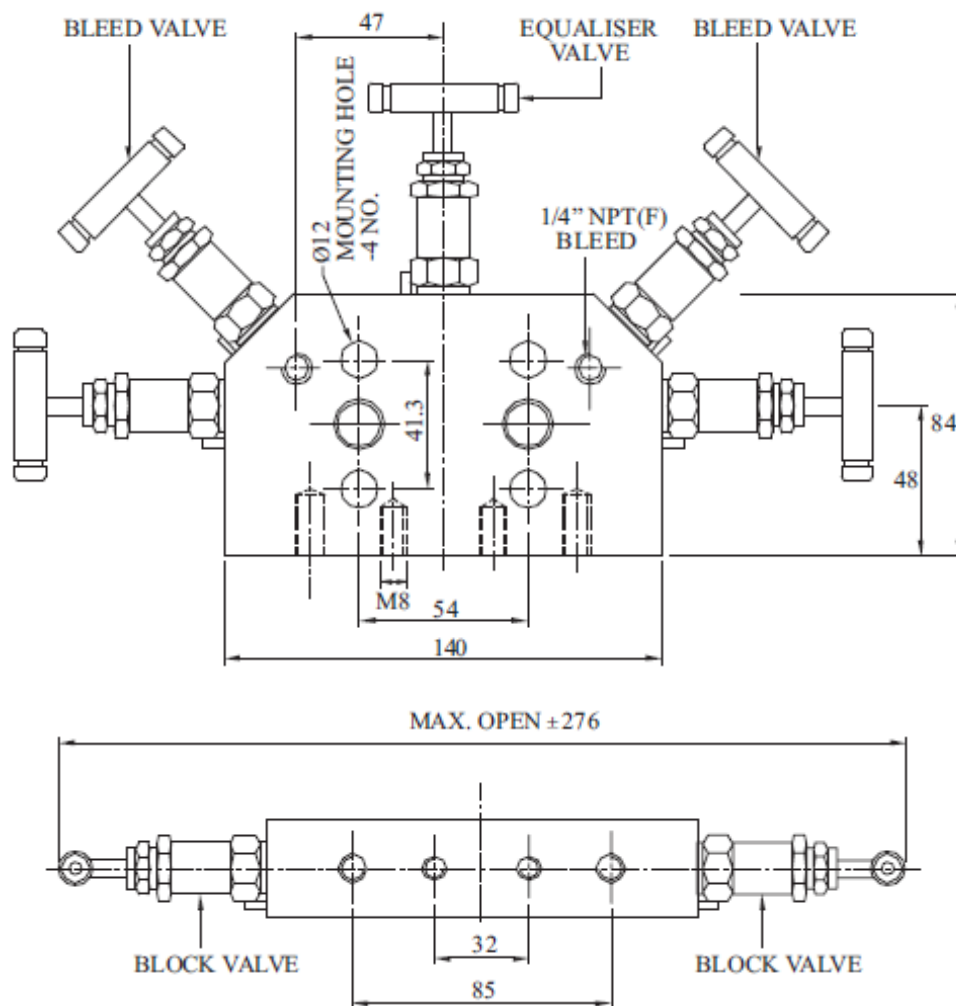 BLEED VALVE
47
EQUALISER
VALVE
BLEED VALVE
Ø12
MOUNTING HOLE
-4 NO.
1/4” NPT(F)
BLEED
41.3
84
48
M8
54
140
MAX. OPEN ±276
BLOCK VALVE
32
BLOCK VALVE
85